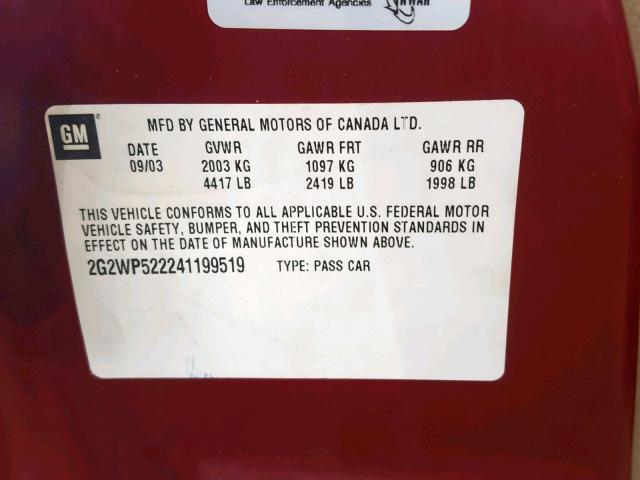 Law Enforcement Agencies
GM
MFD BY GENERAL MOTORS OF CANADA LTD.
DATE GVWR GAWR FRT GAWR RR
09/03 2003 KG 1097 KG 906 KG
4417 LB 2419 LB 1998 LB
THIS VEHICLE CONFORMS TO ALL APPLICABLE U.S. FEDERAL MOTOR
VEHICLE SAFETY, BUMPER, AND THEFT PREVENTION STANDARDS IN
EFFECT ON THE DATE OF MANUFACTURE SHOWN ABOVE.
2G2WP522241199519 TYPE: PASS CAR